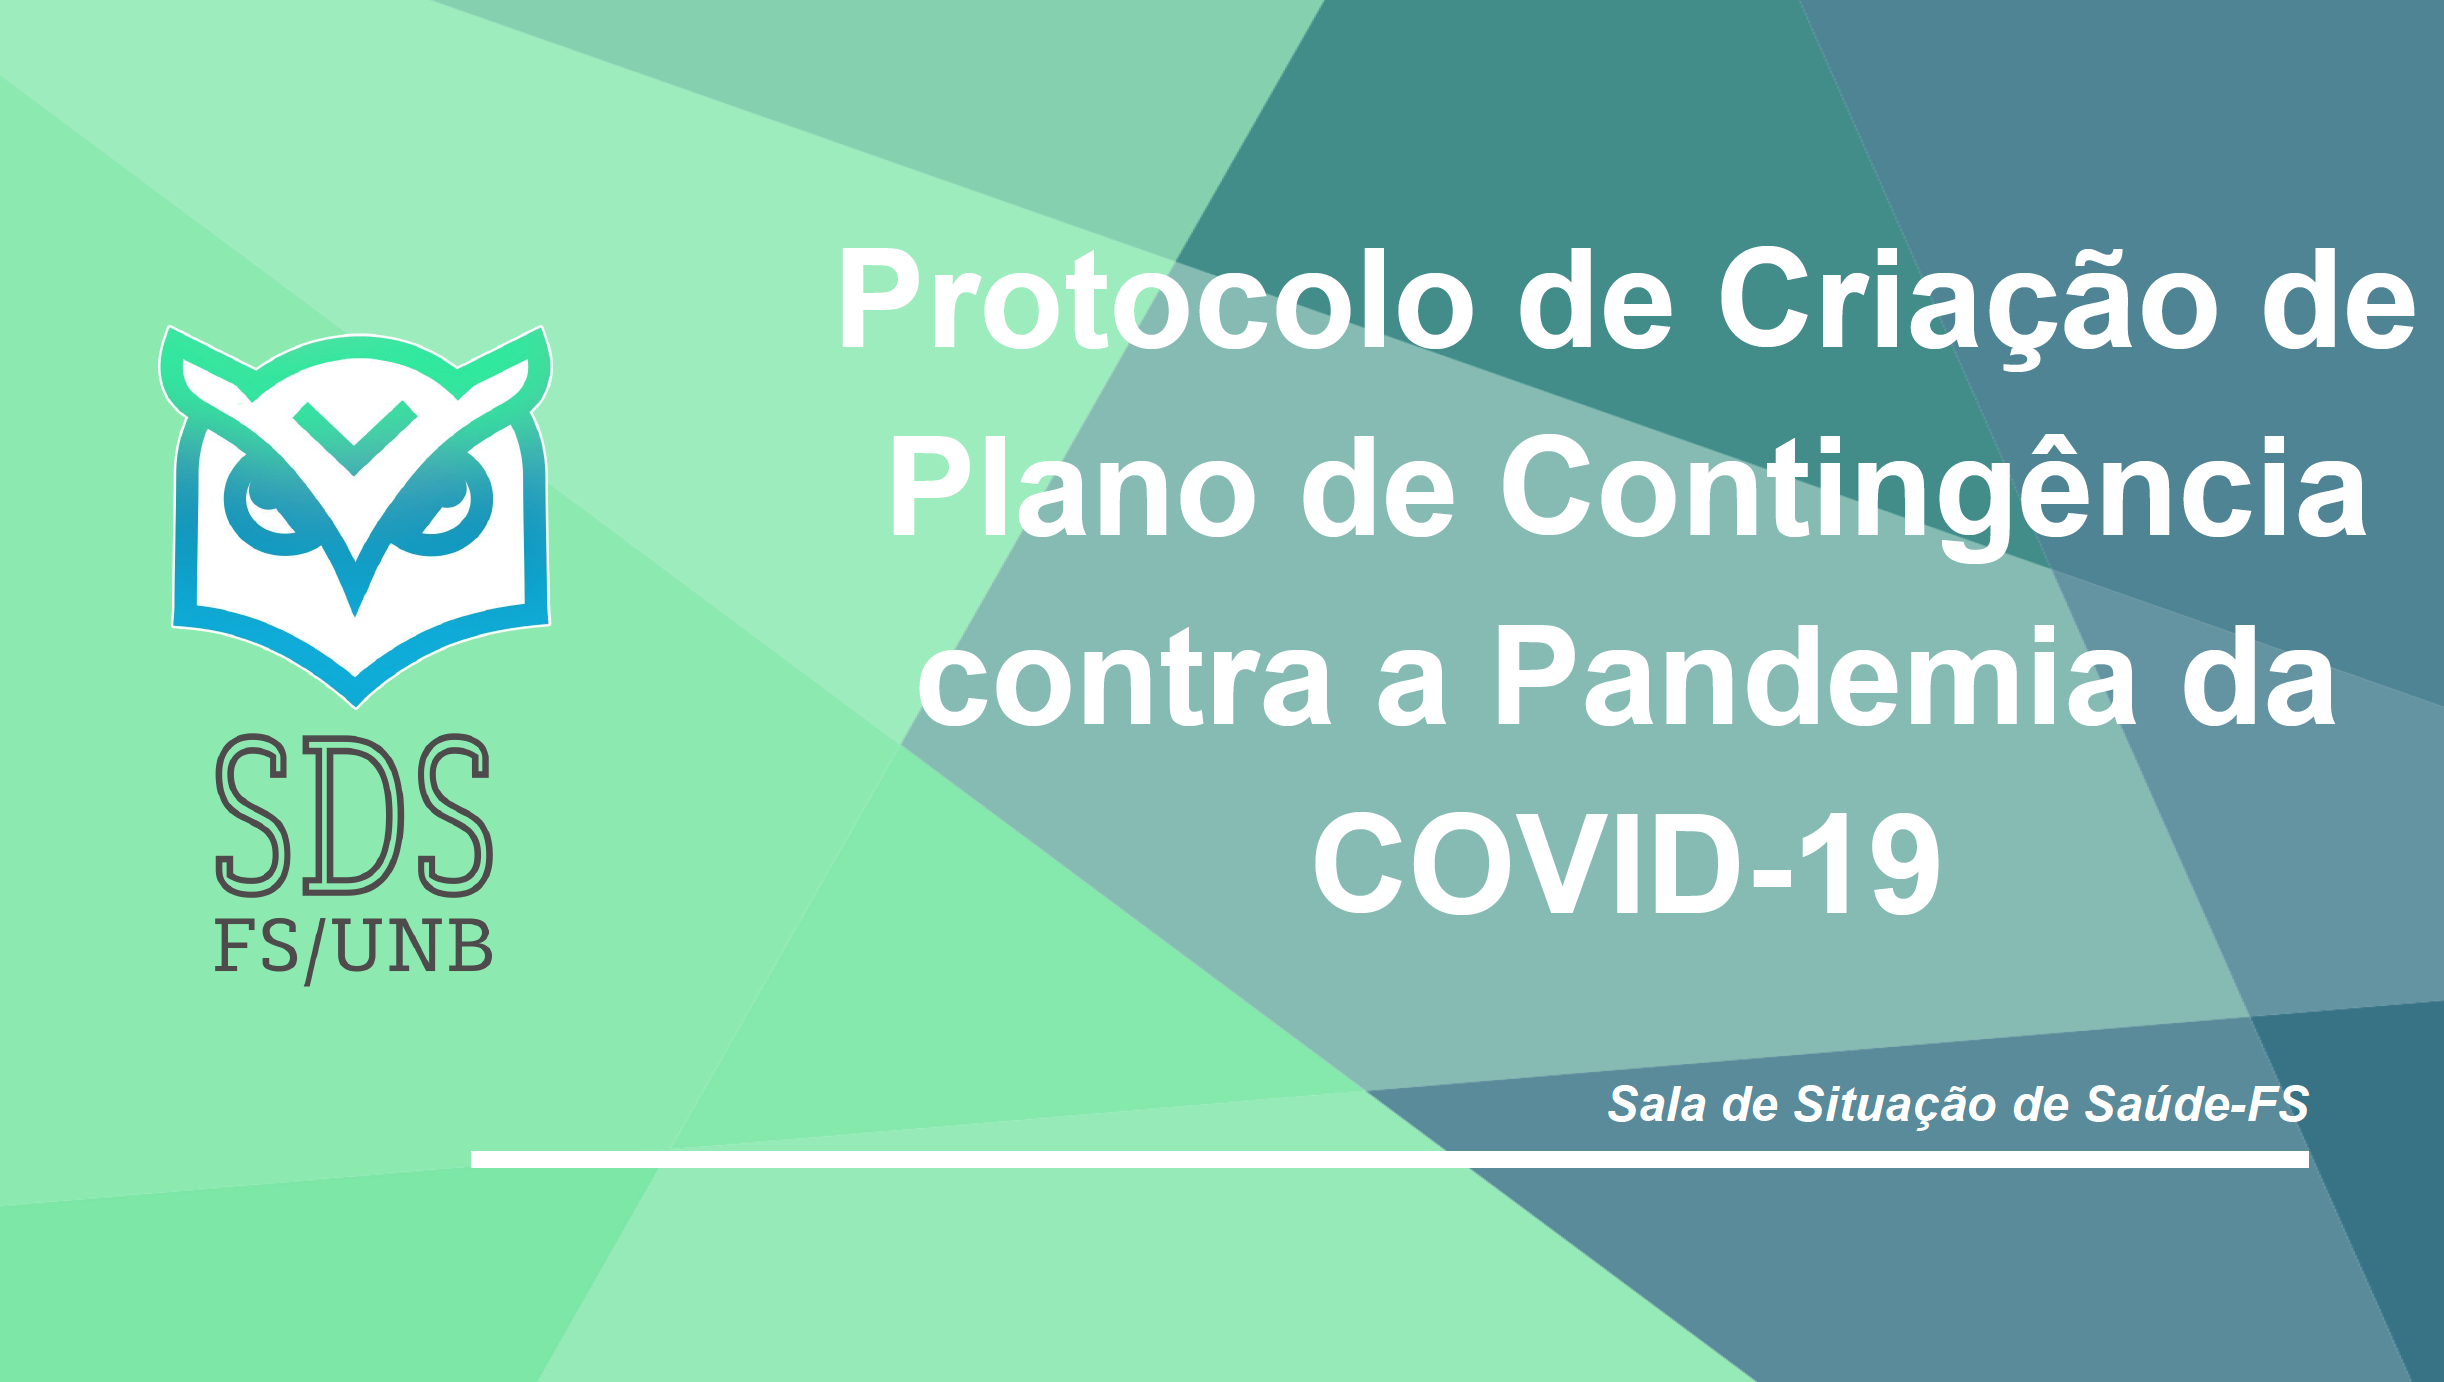 Protocolo de Criação de
Plano de Contingência
contra a Pandemia da
COVID-19
SDS
FS/UNB
Sala de Situação de Saúde-FS